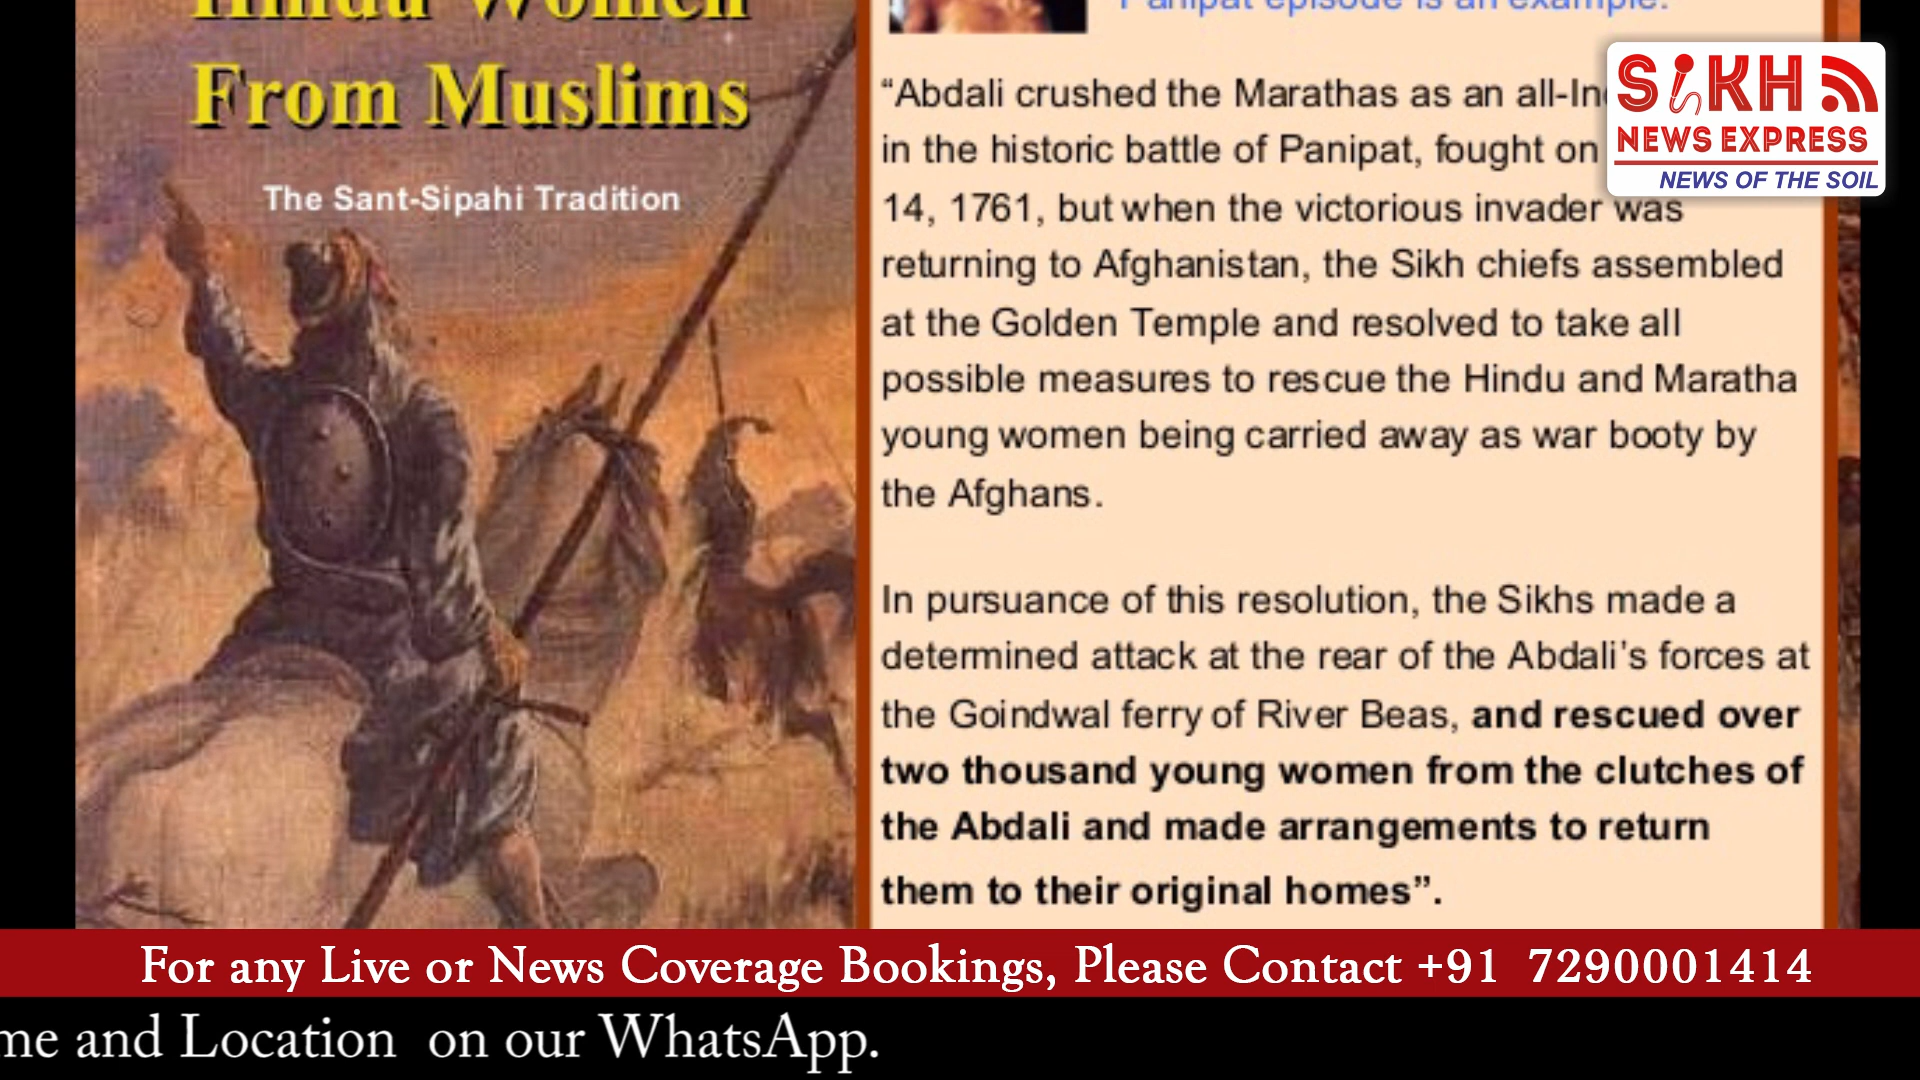 Hindu Women
From Muslims
The Sant-Sipahi Tradition
Panipat episode is an example.
“Abdali crushed the Marathas as an
in the historic battle of Panipat, fought on
14, 1761, but when the victorious invader was
returning to Afghanistan, the Sikh chiefs assembled
at the Golden Temple and resolved to take all
possible measures to rescue the Hindu and Maratha
young women being carried away as war booty by
the Afghans.
In pursuance of this resolution, the Sikhs made a
determined attack at the rear of the Abdali’s forces at
the Goindwal ferry of River Beas, and rescued over
two thousand young women from the clutches of
the Abdali and made arrangements to return
them to their original homes”.
SiKH
NEWS EXPRESS
NEWS OF THE SOIL
For any Live or News Coverage Bookings, Please Contact +91 7290001414
and Location on our WhatsApp.